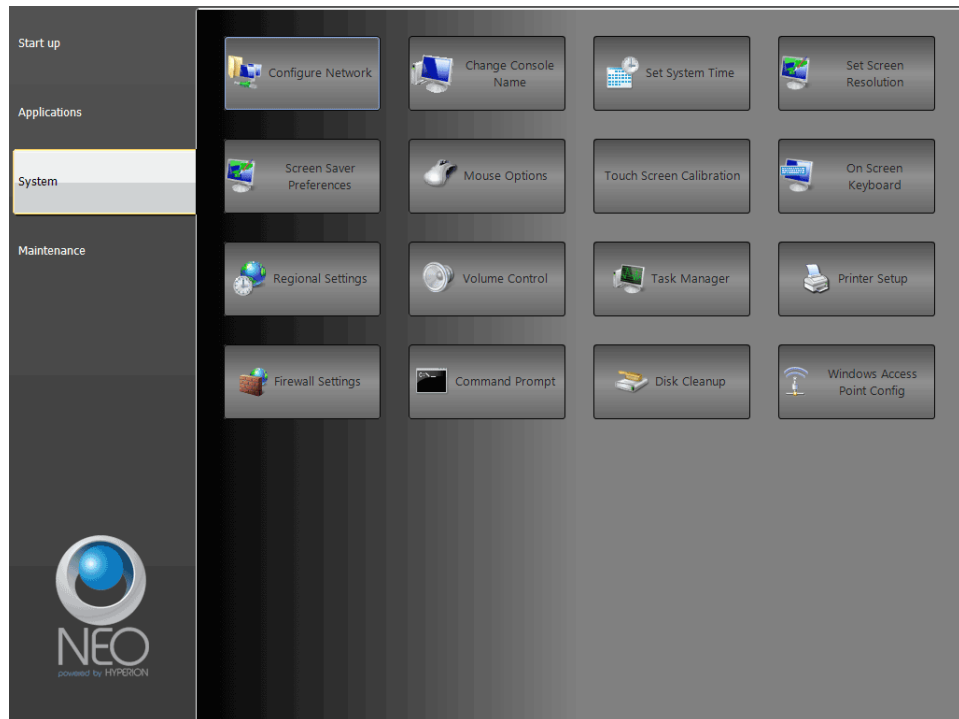 Start up
Applications
System
Maintenance
Configure Network
Change Console
Name
Set System Time
Set Screen
Resolution
Screen Saver
Preferences
Mouse Options
Touch Screen Calibration
On Screen
Keyboard
Regional Settings
Volume Control
Task Manager
Printer Setup
Firewall Settings
Command Prompt
Disk Cleanup
Windows Access
Point Config
NEO
powered by HYPERION